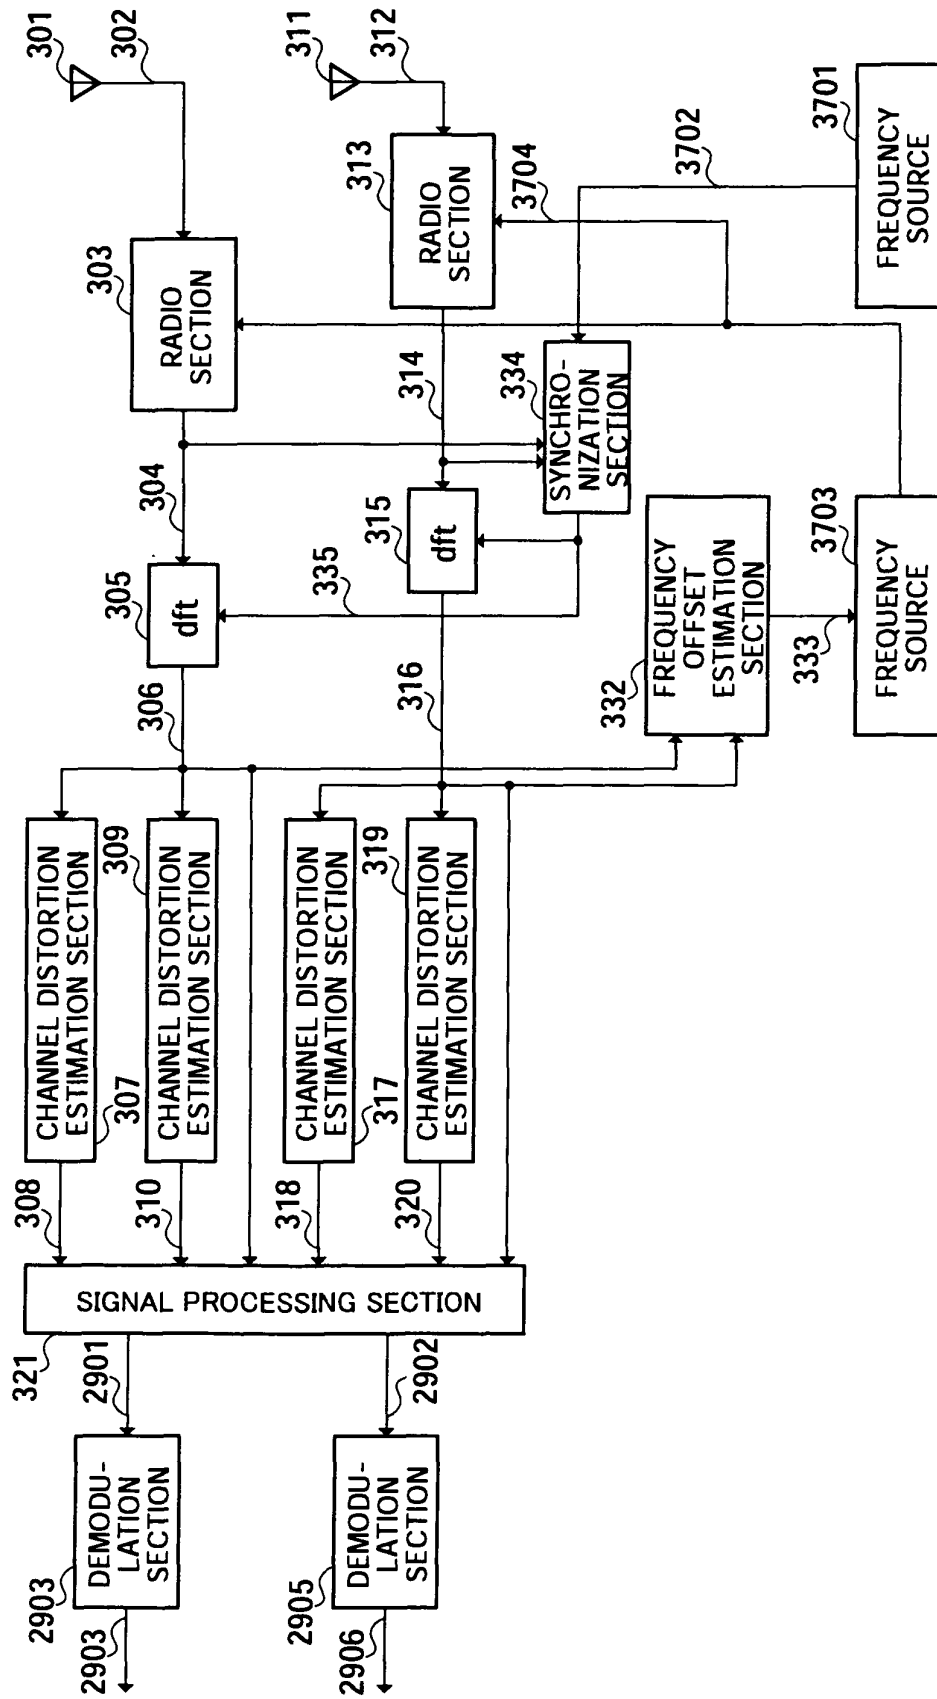 301
302
303
RADIO
SECTION
304
305
dft
306
CHANNEL DISTORTION
ESTIMATION SECTION
307
308
309
CHANNEL DISTORTION
ESTIMATION SECTION
310
311
312
313
RADIO
SECTION
314
315
dft
335
316
CHANNEL DISTORTION
ESTIMATION SECTION
317
318
319
CHANNEL DISTORTION
ESTIMATION SECTION
320
SIGNAL PROCESSING SECTION
321
2901
DEMODU-
LATION
SECTION
2903
2903
2902
DEMODU-
LATION
SECTION
2905
2906
3704
334
SYNCHRO-
NIZATION
SECTION
3702
3701
FREQUENCY
SOURCE
332
FREQUENCY
OFFSET
ESTIMATION
SECTION
333
3703
FREQUENCY
SOURCE